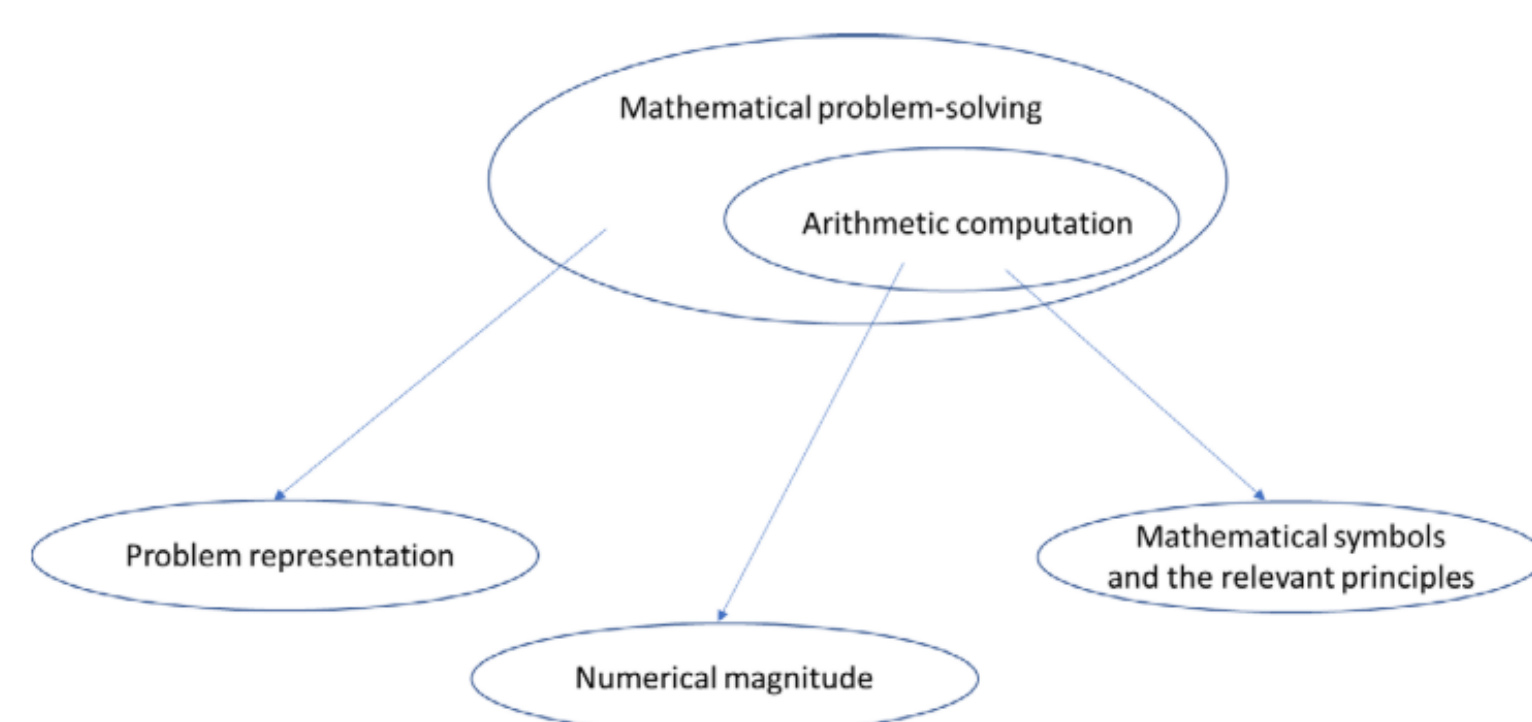 Mathematical problem-solving
Arithmetic computation
Problem representation
Mathematical symbols
and the relevant principles
Numerical magnitude